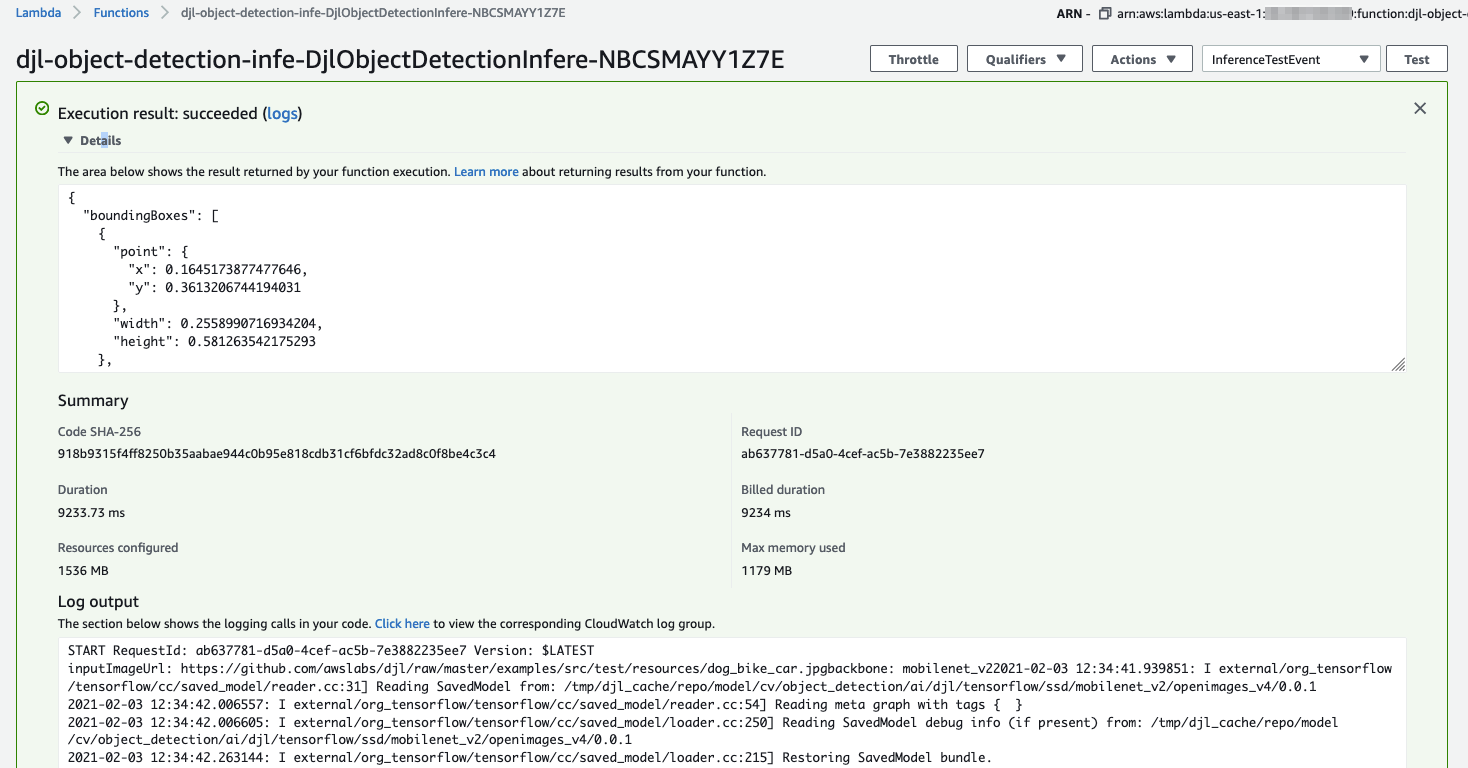 Lambda > Functions > djl-object-detection-infe-DjlObjectDetectionInfere-NBCSMAYY1Z7E
ARN - arn:aws:lambda:us-east-1: :function:djl-object-
djl-object-detection-infe-DjlObjectDetectionInfere-NBCSMAYY1Z7E
Throttle Qualifiers Actions InferenceTestEvent Test
Execution result: succeeded (logs)
Details
The area below shows the result returned by your function execution. Learn more about returning results from your function.
{
"boundingBoxes": [
{
"point": {
"x": 0.1645173877477646,
"y": 0.3613206744194031
},
"width": 0.2558990716934204,
"height": 0.581263542175293
},
Summary
Code SHA-256
918b9315f4ff8250b35aabae944c0b95e818cdb31cf6bfdc32ad8c0f8be4c3c4
Request ID
ab637781-d5a0-4cef-ac5b-7e3882235ee7
Duration
9233.73 ms
Billed duration
9234 ms
Resources configured
1536 MB
Max memory used
1179 MB
Log output
The section below shows the logging calls in your code. Click here to view the corresponding CloudWatch log group.
START RequestId: ab637781-d5a0-4cef-ac5b-7e3882235ee7 Version: $LATEST
inputImageUrl: https://github.com/awslabs/djl/raw/master/examples/src/test/resources/dog_bike_car.jpgbackbone: mobilenet_v22021-02-03 12:34:41.939851: I external/org_tensorflow
/tensorflow/cc/saved_model/reader.cc:31] Reading SavedModel from: /tmp/djl_cache/repo/model/cv/object_detection/ai/djl/tensorflow/ssd/mobilenet_v2/openimages_v4/0.0.1
2021-02-03 12:34:42.006557: I external/org_tensorflow/tensorflow/cc/saved_model/reader.cc:54] Reading meta graph with tags { }
2021-02-03 12:34:42.006605: I external/org_tensorflow/tensorflow/cc/saved_model/loader.cc:250] Reading SavedModel debug info (if present) from: /tmp/djl_cache/repo/model
/cv/object_detection/ai/djl/tensorflow/ssd/mobilenet_v2/openimages_v4/0.0.1
2021-02-03 12:34:42.263144: I external/org_tensorflow/tensorflow/cc/saved_model/loader.cc:215] Restoring SavedModel bundle.